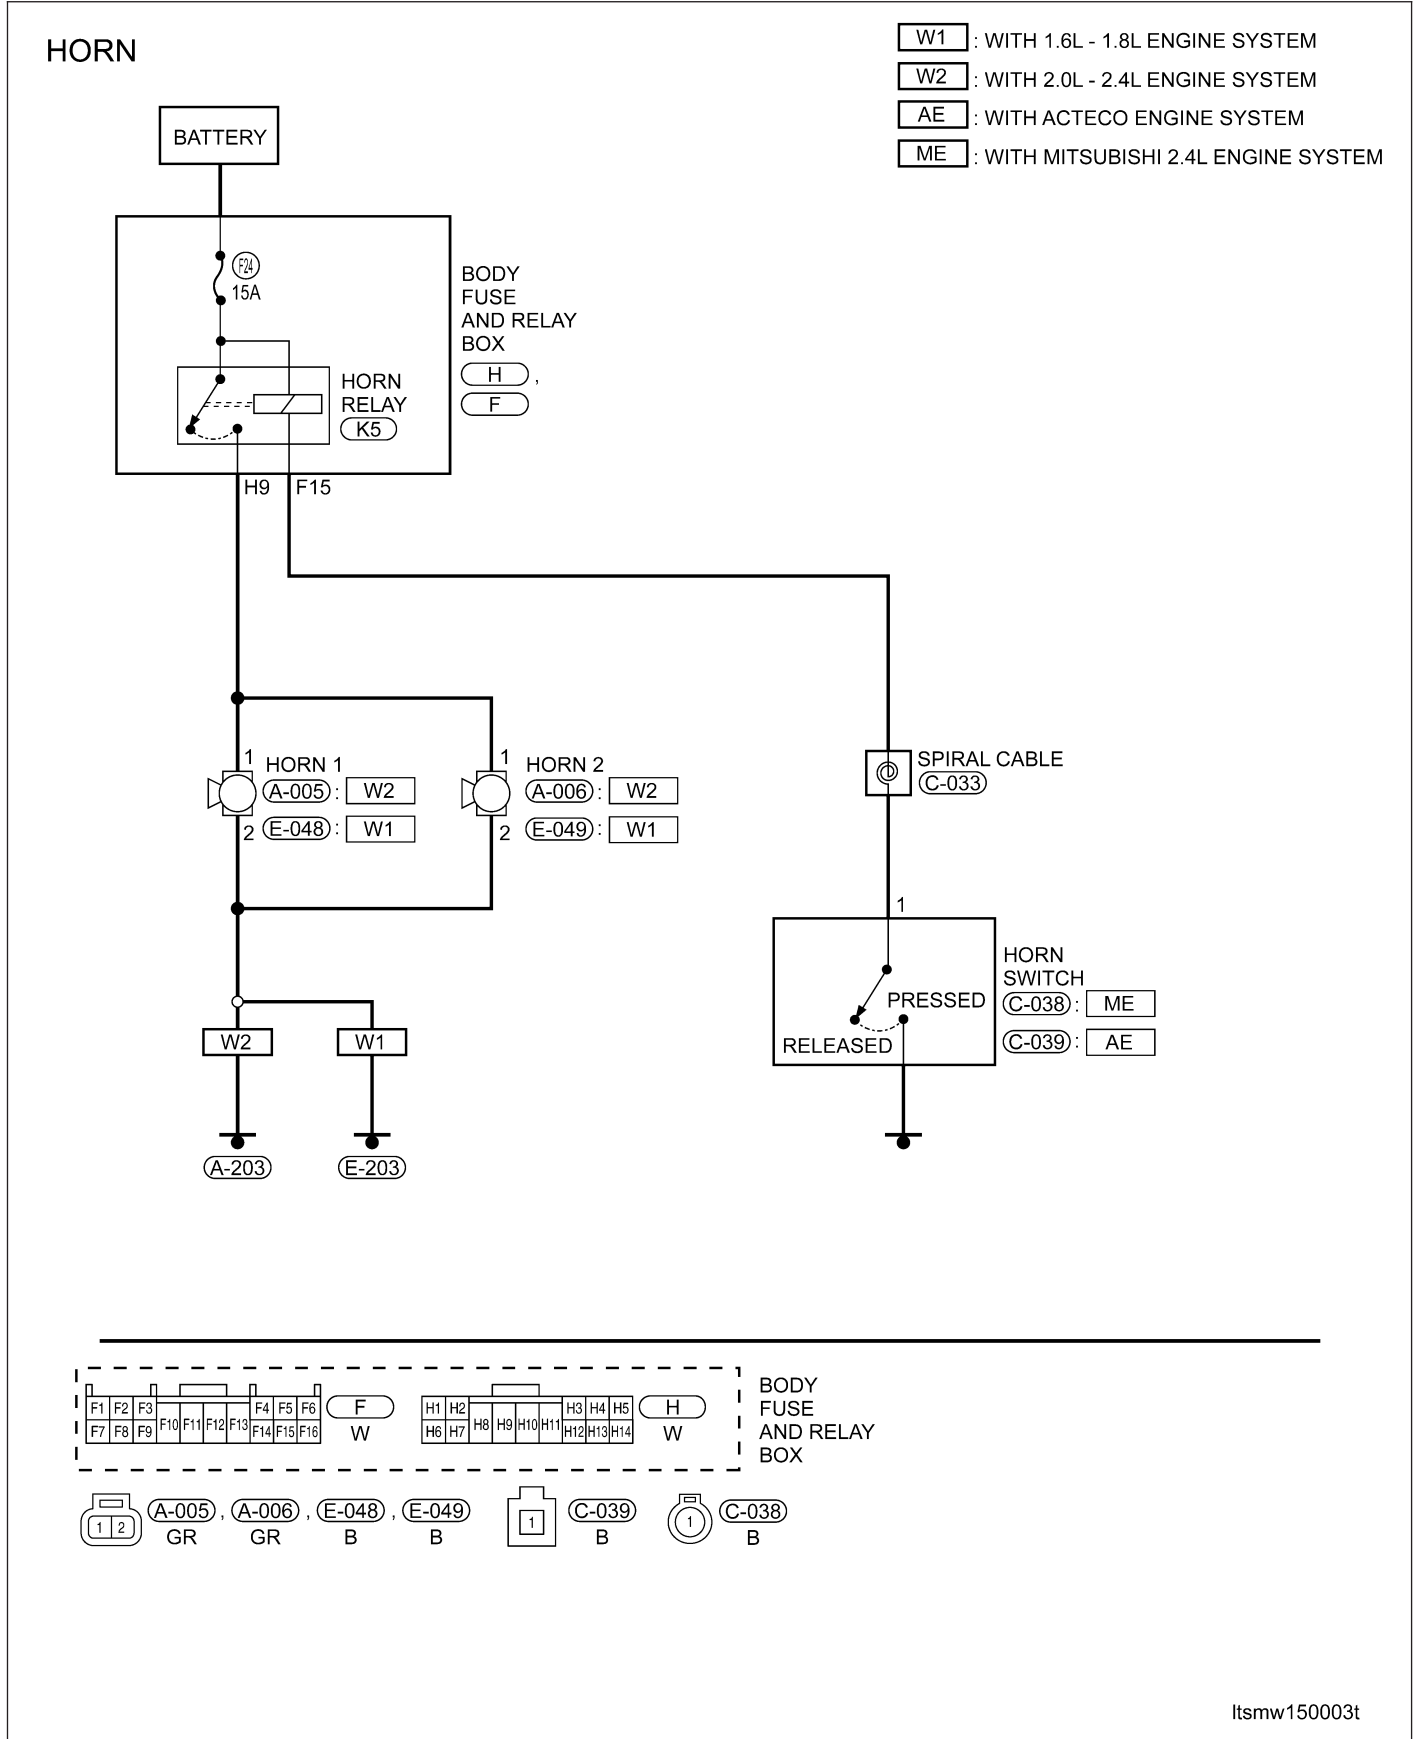 HORN
W1 : WITH 1.6L - 1.8L ENGINE SYSTEM
W2 : WITH 2.0L - 2.4L ENGINE SYSTEM
AE : WITH ACTECO ENGINE SYSTEM
ME : WITH MITSUBISHI 2.4L ENGINE SYSTEM
BATTERY
F24
15A
BODY
FUSE
AND RELAY
BOX
H ,
F
HORN
RELAY
K5
H9 F15
1 HORN 1
A-005 : W2
2 E-048 : W1
1 HORN 2
A-006 : W2
2 E-049 : W1
SPIRAL CABLE
C-033
1
PRESSED
RELEASED
HORN
SWITCH
C-038 : ME
C-039 : AE
W2 W1
A-203 E-203
F1 F2 F3 F10 F11 F12 F13 F4 F5 F6
F7 F8 F9 F14 F15 F16
F
W
H1 H2 H8 H9 H10 H11 H3 H4 H5
H6 H7 H12 H13 H14
H
W
BODY
FUSE
AND RELAY
BOX
1 2
A-005 , A-006 , E-048 , E-049
GR GR B B
1 C-039
B
1 C-038
B
ltsmw150003t